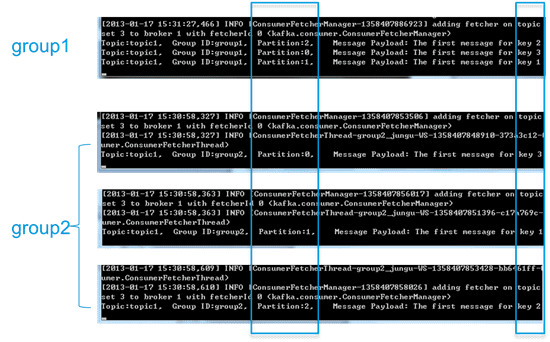 group1
[2013-01-17 15:31:27,466] INFO [ConsumerFetcherManager-1358407886923] adding fetcher on topic
set 3 to broker 1 with fetcherId 0 (kafka.consumer.ConsumerFetcherManager)
Topic:topic1, Group ID:group1, Partition:2, Message Payload: The first message for key 2
Topic:topic1, Group ID:group1, Partition:0, Message Payload: The first message for key 3
Topic:topic1, Group ID:group1, Partition:1, Message Payload: The first message for key 1
group2
[2013-01-17 15:30:58,327] INFO [ConsumerFetcherManager-1358407853506] adding fetcher on topic
set 3 to broker 1 with fetcherId 0 (kafka.consumer.ConsumerFetcherManager)
[2013-01-17 15:30:58,327] INFO [ConsumerFetcherThread-group2_jungu-WS-1358407848910-373a3c12-0
umer.ConsumerFetcherThread)
Topic:topic1, Group ID:group2, Partition:0, Message Payload: The first message for key 3
[2013-01-17 15:30:58,363] INFO [ConsumerFetcherManager-1358407856017] adding fetcher on topic
set 3 to broker 1 with fetcherId 0 (kafka.consumer.ConsumerFetcherManager)
[2013-01-17 15:30:58,363] INFO [ConsumerFetcherThread-group2_jungu-WS-1358407851396-c17a769c-
umer.ConsumerFetcherThread)
Topic:topic1, Group ID:group2, Partition:1, Message Payload: The first message for key 1
[2013-01-17 15:30:58,609] INFO [ConsumerFetcherThread-group2_jungu-WS-1358407853428-bb6461ff-0
umer.ConsumerFetcherThread)
[2013-01-17 15:30:58,610] INFO [ConsumerFetcherManager-1358407858026] adding fetcher on topic
set 3 to broker 1 with fetcherId 0 (kafka.consumer.ConsumerFetcherManager)
Topic:topic1, Group ID:group2, Partition:2, Message Payload: The first message for key 2